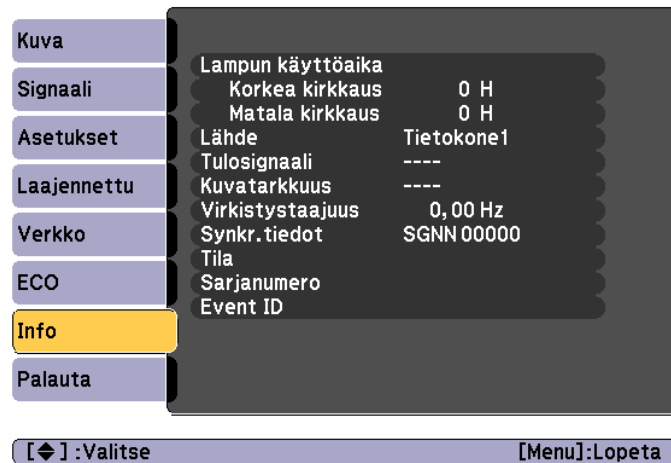 Kuva
Signaali
Asetukset
Laajennettu
Verkko
ECO
Info
Palauta
Lampun käyttöaika
Korkea kirkkaus 0 H
Matala kirkkaus 0 H
Lähde Tietokone1
Tulosignaali ----
Kuvatarkkuus ----
Virkistystaajuus 0,00 Hz
Synkr.tiedot SGNN 00000
Tila
Sarjanumero
Event ID
[◆] :Valitse [Menu]:Lopeta